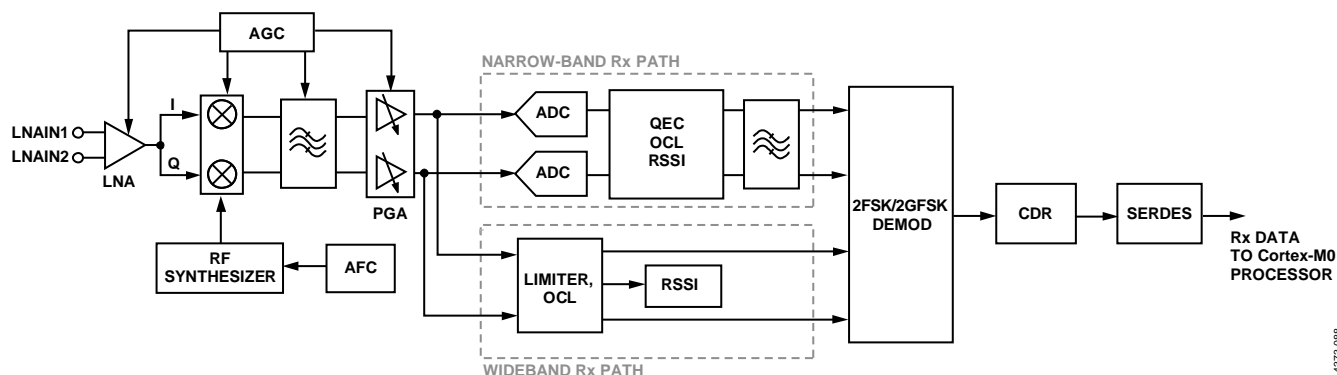 AGC
NARROW-BAND Rx PATH
I
LNAIN1
LNAIN2
Q
LNA
PGA
ADC
ADC
QEC
OCL
RSSI
2FSK/2GFSK
DEMOD
CDR
SERDES
Rx DATA
TO Cortex-M0
PROCESSOR
RF
SYNTHESIZER
AFC
LIMITER,
OCL
RSSI
WIDEBAND Rx PATH